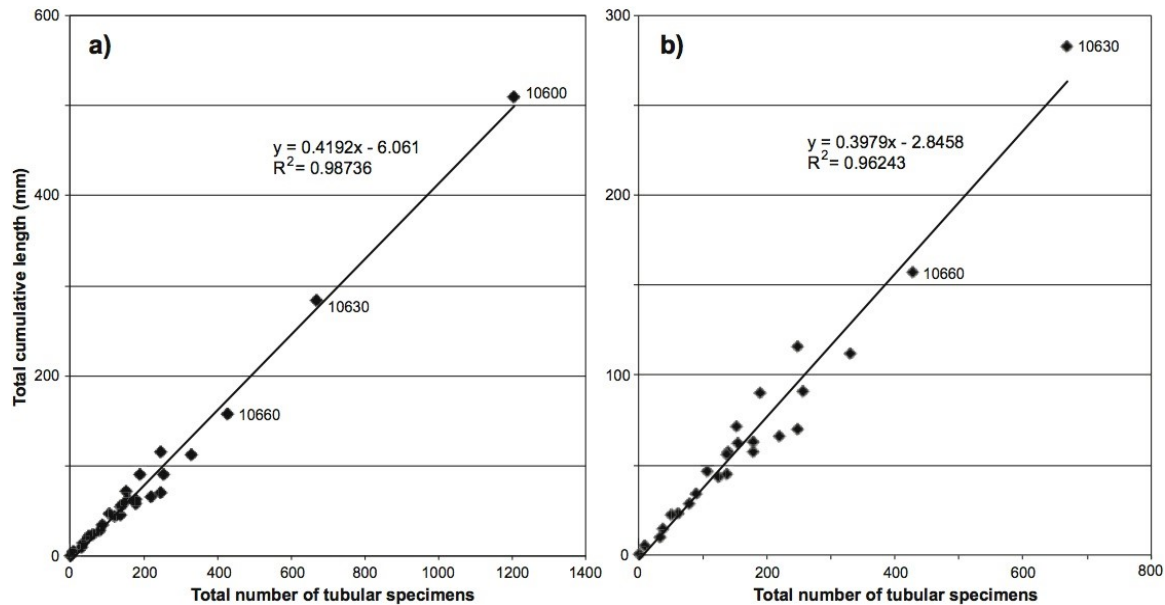 a)
600
400
200
0
Total cumulative length (mm)
y = 0.4192x - 6.061
R2 = 0.98736
10600
10630
10660
0 200 400 600 800 1000 1200 1400
Total number of tubular specimens
b)
300
200
100
0
y = 0.3979x - 2.8458
R2 = 0.96243
10630
10660
0 200 400 600 800
Total number of tubular specimens